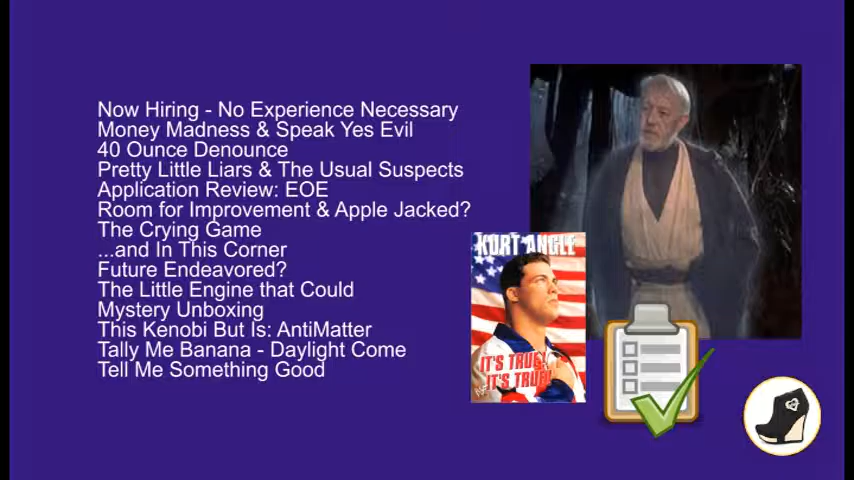 Now Hiring - No Experience Necessary
Money Madness & Speak Yes Evil
40 Ounce Denounce
Pretty Little Liars & The Usual Suspects
Application Review: EOE
Room for Improvement & Apple Jacked?
The Crying Game
...and In This Corner
Future Endeavored?
The Little Engine that Could
Mystery Unboxing
This Kenobi But Is: AntiMatter
Tally Me Banana - Daylight Come
Tell Me Something Good
KURT ANGLE
IT'S TRUE!
IT'S TRUE!